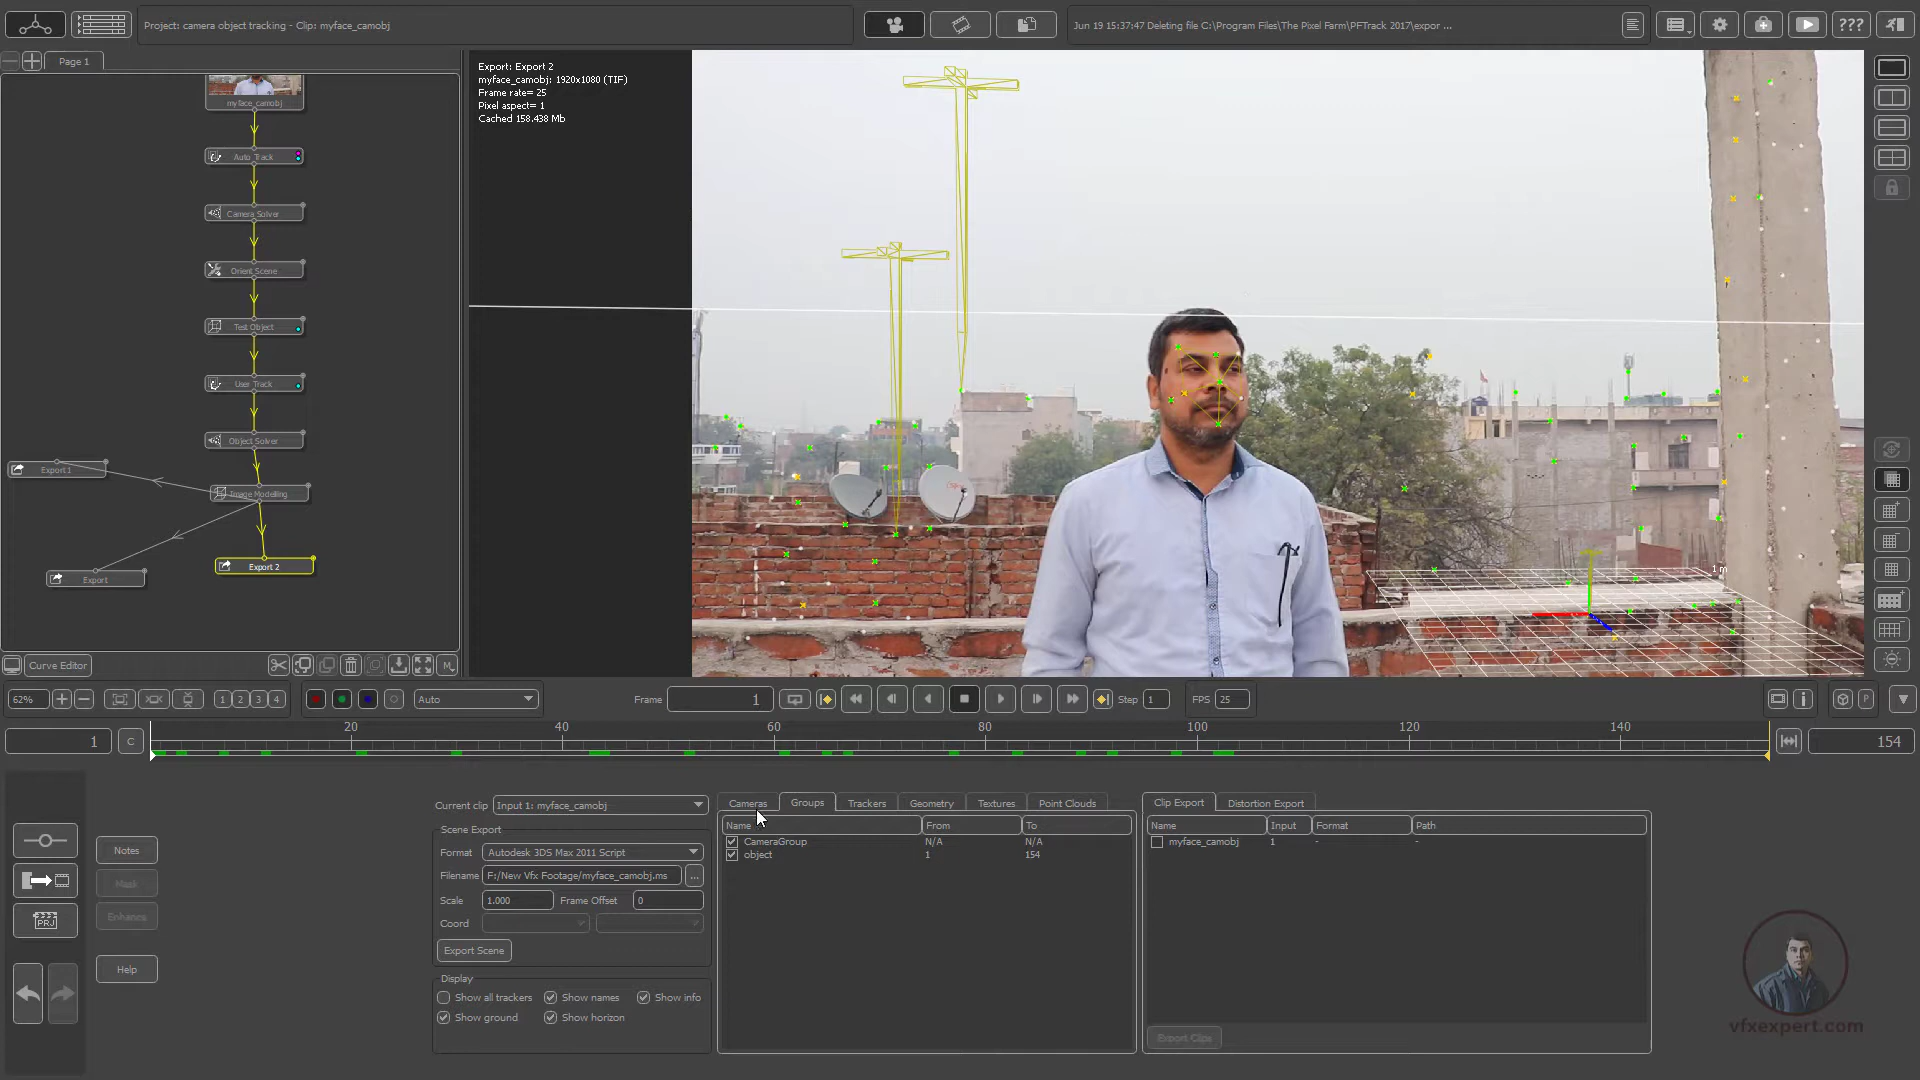 Project: camera object tracking - Clip: myface_camobj
Jun 19 15:37:47 Deleting file C:\Program Files\The Pixel Farm\PFTrack 2017\expor ...
???
Page 1
myface_camobj
Auto Track
Camera Solver
Orient Scene
Test Object
User Track
Object Solver
Export 1
Image Modelling
Export 2
Export
Export: Export 2
myface_camobj: 1920x1080 (TIF)
Frame rate= 25
Pixel aspect= 1
Cached 158.438 Mb
1 m
Curve Editor
M
62%
1 2 3 4
Auto
Frame 1
Step 1
FPS 25
P
1
C
20 40 60 80 100 120 140
154
Notes
Mask
Enhance
Help
PRJ
Current clip Input 1: myface_camobj
Scene Export
Format Autodesk 3DS Max 2011 Script
Filename F:/New Vfx Footage/myface_camobj.ms ...
Scale 1.000 Frame Offset 0
Coord
Export Scene
Display
Show all trackers Show names Show info
Show ground Show horizon
Cameras Groups Trackers Geometry Textures Point Clouds
Name From To
CameraGroup N/A N/A
object 1 154
Clip Export Distortion Export
Name Input Format Path
myface_camobj 1 - -
Export Clips
vfxexpert.com